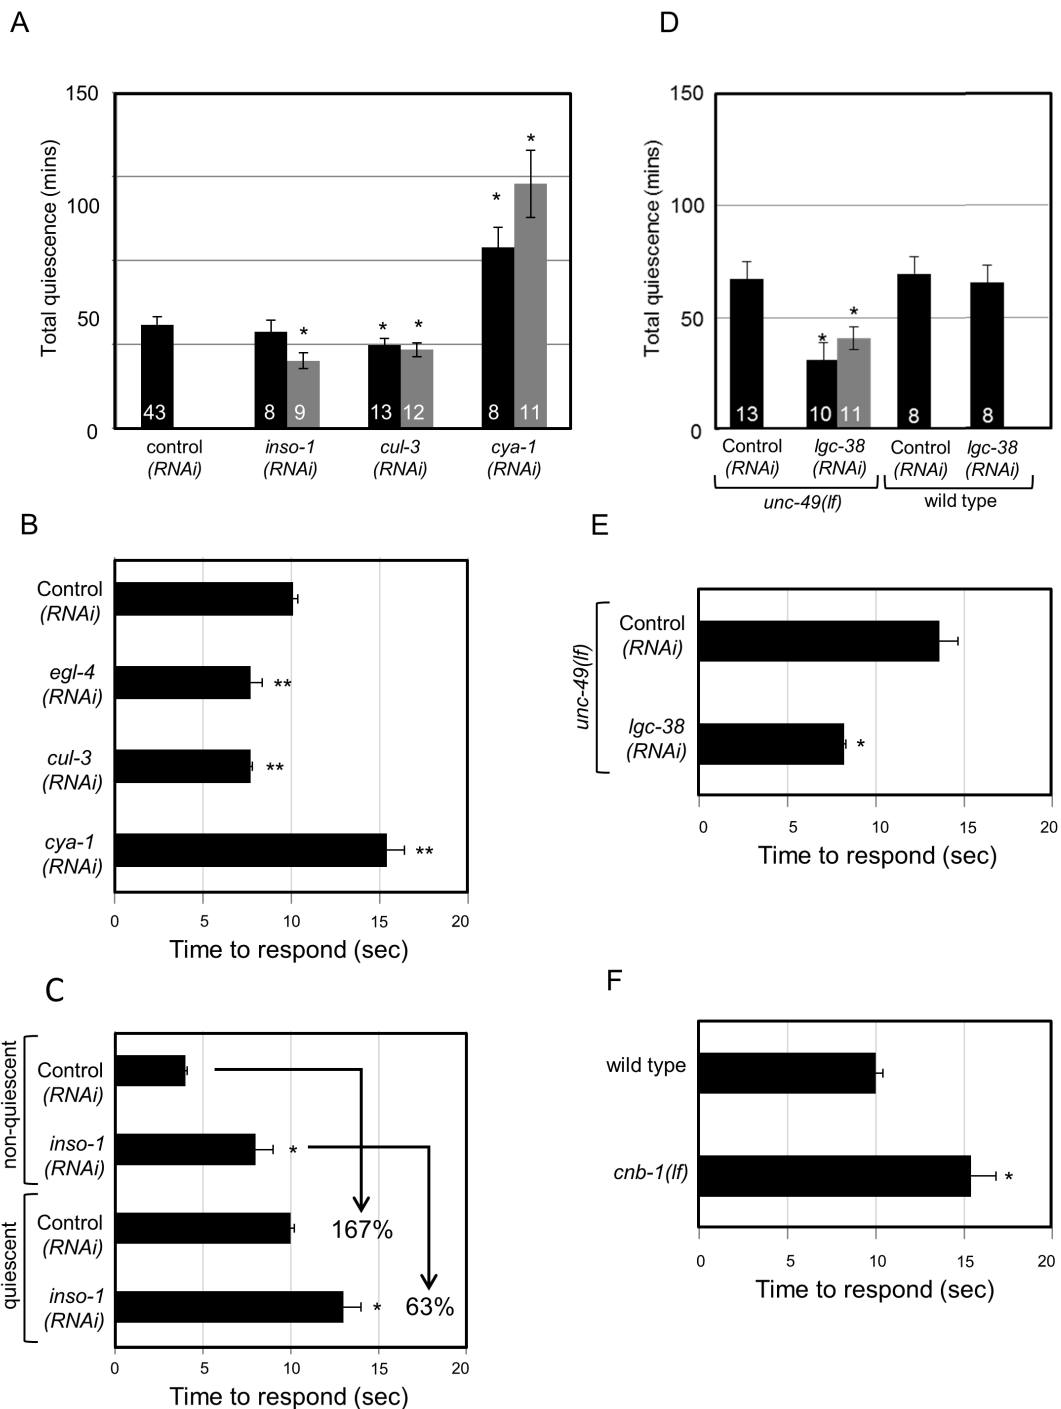 A
Total quiescence (mins)
150
100
50
0
*
*
*
*
*
43
8
9
13
12
8
11
control
(RNAi)
inso-1
(RNAi)
cul-3
(RNAi)
cya-1
(RNAi)
D
Total quiescence (mins)
150
100
50
0
*
*
13
10
11
8
8
Control
(RNAi)
lgc-38
(RNAi)
Control
(RNAi)
lgc-38
(RNAi)
unc-49(lf)
wild type
B
Control
(RNAi)
egl-4
(RNAi)
**
cul-3
(RNAi)
**
cya-1
(RNAi)
**
0 5 10 15 20
Time to respond (sec)
E
unc-49(lf)
Control
(RNAi)
lgc-38
(RNAi)
*
0 5 10 15 20
Time to respond (sec)
C
non-quiescent
Control
(RNAi)
inso-1
(RNAi)
*
quiescent
Control
(RNAi)
167%
inso-1
(RNAi)
*
63%
0 5 10 15 20
Time to respond (sec)
F
wild type
cnb-1(lf)
*
0 5 10 15 20
Time to respond (sec)